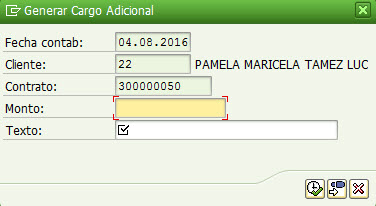 Generar Cargo Adicional
Fecha contab: 04.08.2016
Cliente: 22 PAMELA MARICELA TAMEZ LUC
Contrato: 300000050
Monto:
Texto: